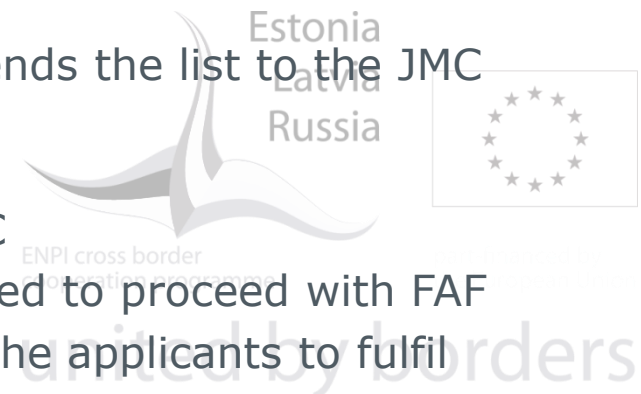 Estonia
ends the list to the JMC
Latvia
Russia
ENPI cross border
cooperation programme
ed to proceed with FAF
he applicants to fulfil
united by borders